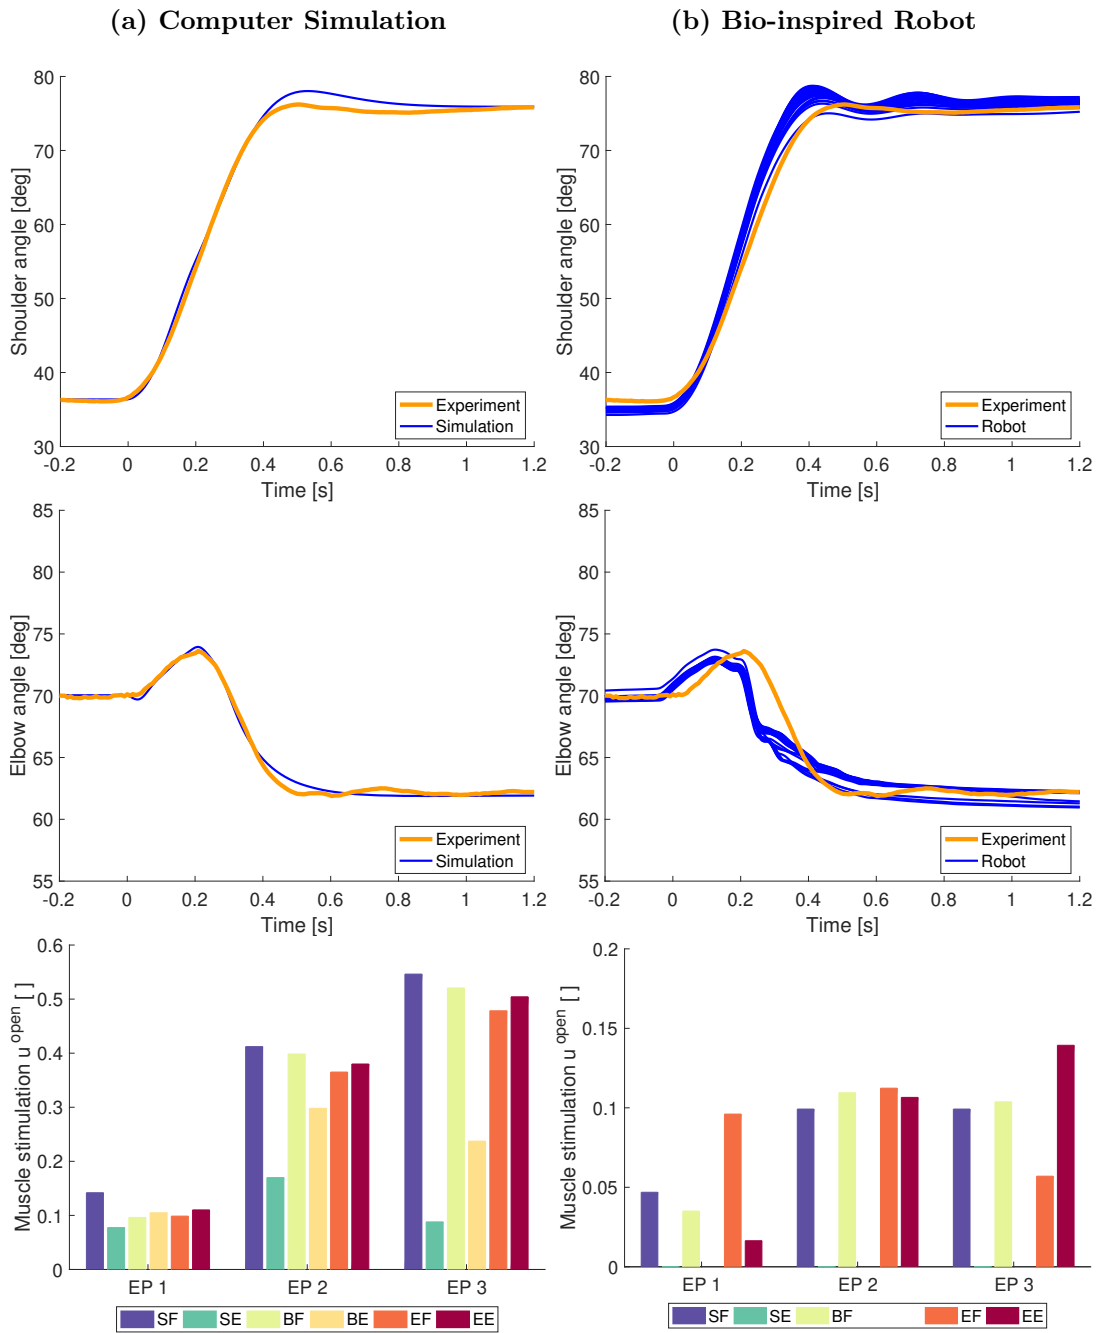 (a) Computer Simulation
(b) Bio-inspired Robot
80
70
60
50
40
30
Shoulder angle [deg]
-0.2 0 0.2 0.4 0.6 0.8 1 1.2
Time [s]
Experiment
Simulation
80
70
60
50
40
30
Shoulder angle [deg]
-0.2 0 0.2 0.4 0.6 0.8 1 1.2
Time [s]
Experiment
Robot
85
80
75
70
65
60
55
Elbow angle [deg]
-0.2 0 0.2 0.4 0.6 0.8 1 1.2
Time [s]
Experiment
Simulation
85
80
75
70
65
60
55
Elbow angle [deg]
-0.2 0 0.2 0.4 0.6 0.8 1 1.2
Time [s]
Experiment
Robot
0.6
0.5
0.4
0.3
0.2
0.1
0
Muscle stimulation u^open [ ]
EP 1 EP 2 EP 3
SF SE BF BE EF EE
0.2
0.15
0.1
0.05
0
Muscle stimulation u^open [ ]
EP 1 EP 2 EP 3
SF SE BF EF EE